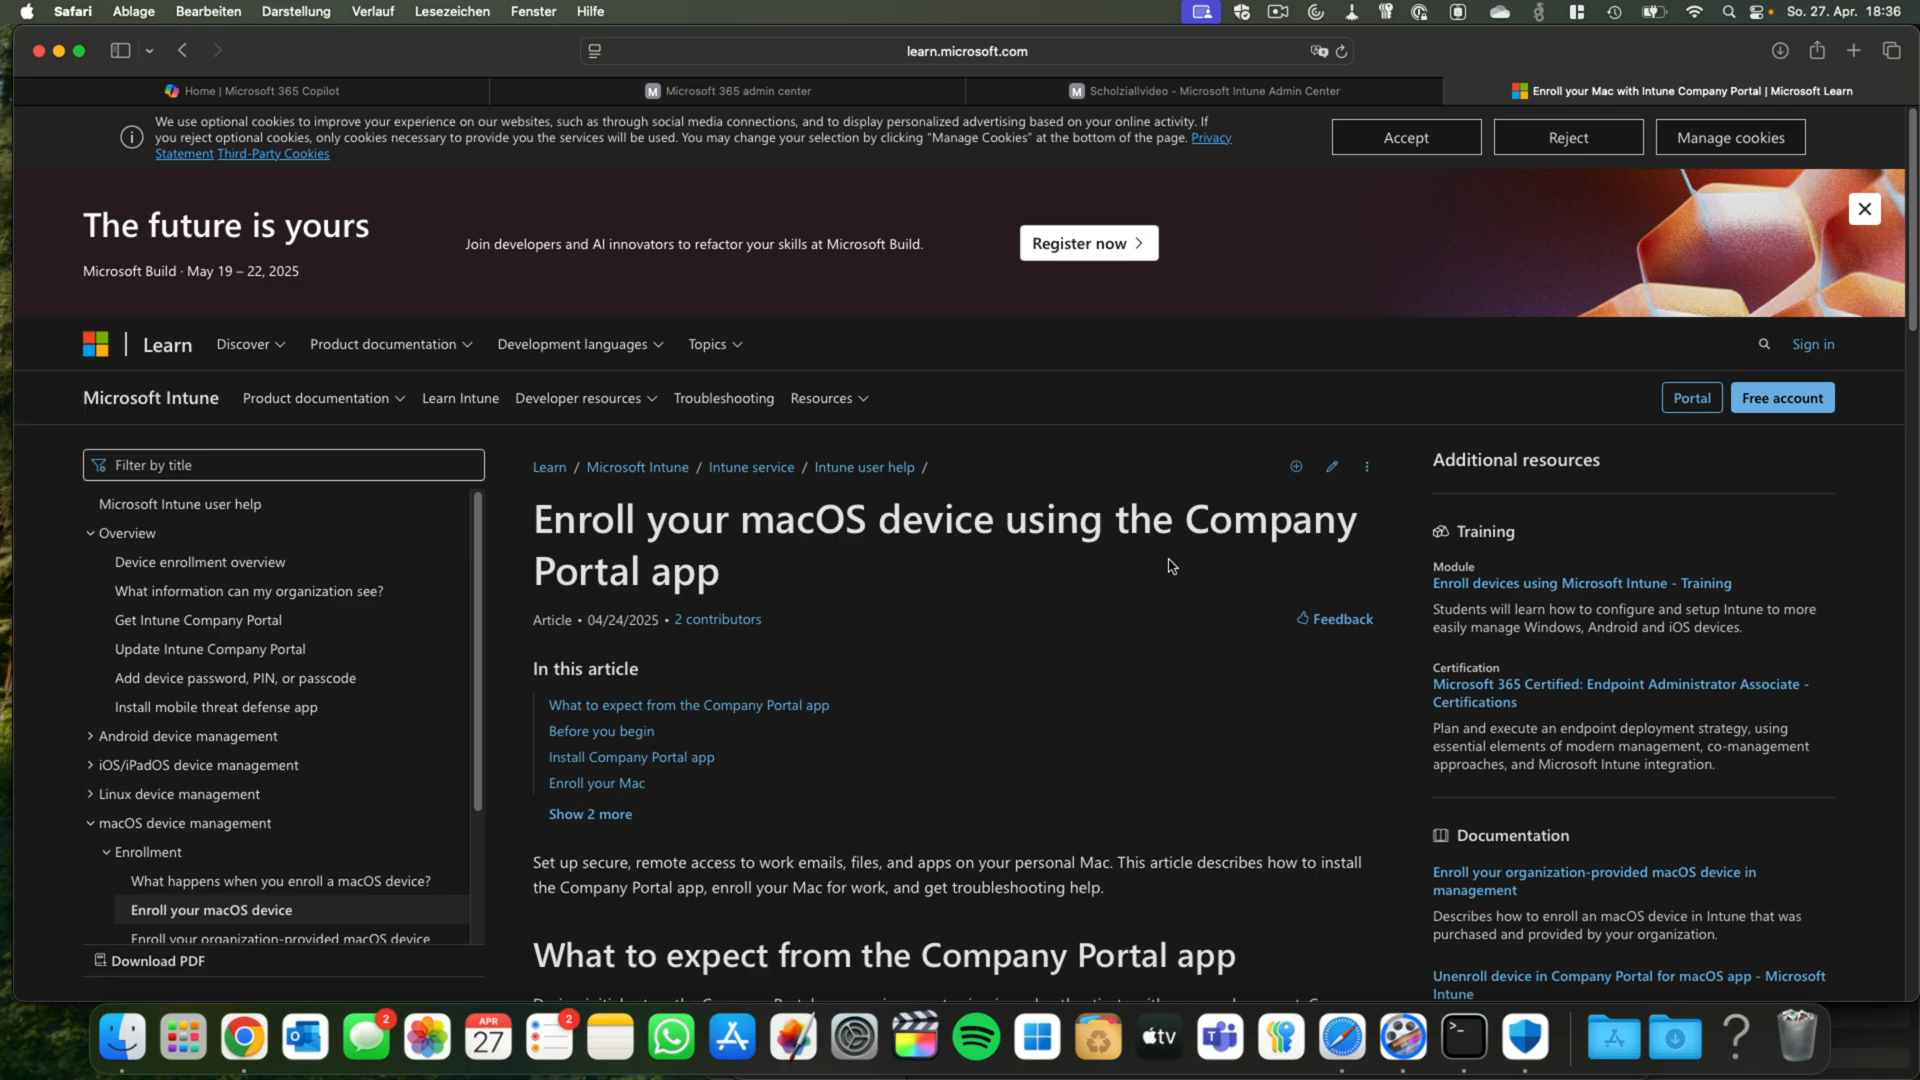 Safari Ablage Bearbeiten Darstellung Verlauf Lesezeichen Fenster Hilfe So. 27. Apr. 18:36
learn.microsoft.com
Home | Microsoft 365 Copilot
Microsoft 365 admin center
Scholziallvideo - Microsoft Intune Admin Center
Enroll your Mac with Intune Company Portal | Microsoft Learn
We use optional cookies to improve your experience on our websites, such as through social media connections, and to display personalized advertising based on your online activity. If
you reject optional cookies, only cookies necessary to provide you the services will be used. You may change your selection by clicking "Manage Cookies" at the bottom of the page. Privacy
Statement Third-Party Cookies
Accept
Reject
Manage cookies
The future is yours
Microsoft Build · May 19 – 22, 2025
Join developers and AI innovators to refactor your skills at Microsoft Build.
Register now
Learn Discover Product documentation Development languages Topics Sign in
Microsoft Intune Product documentation Learn Intune Developer resources Troubleshooting Resources Portal Free account
Filter by title
Microsoft Intune user help
Overview
Device enrollment overview
What information can my organization see?
Get Intune Company Portal
Update Intune Company Portal
Add device password, PIN, or passcode
Install mobile threat defense app
Android device management
iOS/iPadOS device management
Linux device management
macOS device management
Enrollment
What happens when you enroll a macOS device?
Enroll your macOS device
Enroll your organization-provided macOS device
Download PDF
Learn / Microsoft Intune / Intune service / Intune user help /
Enroll your macOS device using the Company
Portal app
Article • 04/24/2025 • 2 contributors
Feedback
In this article
What to expect from the Company Portal app
Before you begin
Install Company Portal app
Enroll your Mac
Show 2 more
Set up secure, remote access to work emails, files, and apps on your personal Mac. This article describes how to install
the Company Portal app, enroll your Mac for work, and get troubleshooting help.
What to expect from the Company Portal app
Additional resources
Training
Module
Enroll devices using Microsoft Intune - Training
Students will learn how to configure and setup Intune to more
easily manage Windows, Android and iOS devices.
Certification
Microsoft 365 Certified: Endpoint Administrator Associate -
Certifications
Plan and execute an endpoint deployment strategy, using
essential elements of modern management, co-management
approaches, and Microsoft Intune integration.
Documentation
Enroll your organization-provided macOS device in
management
Describes how to enroll an macOS device in Intune that was
purchased and provided by your organization.
Unenroll device in Company Portal for macOS app - Microsoft
Intune
2
APR
27
2
tv